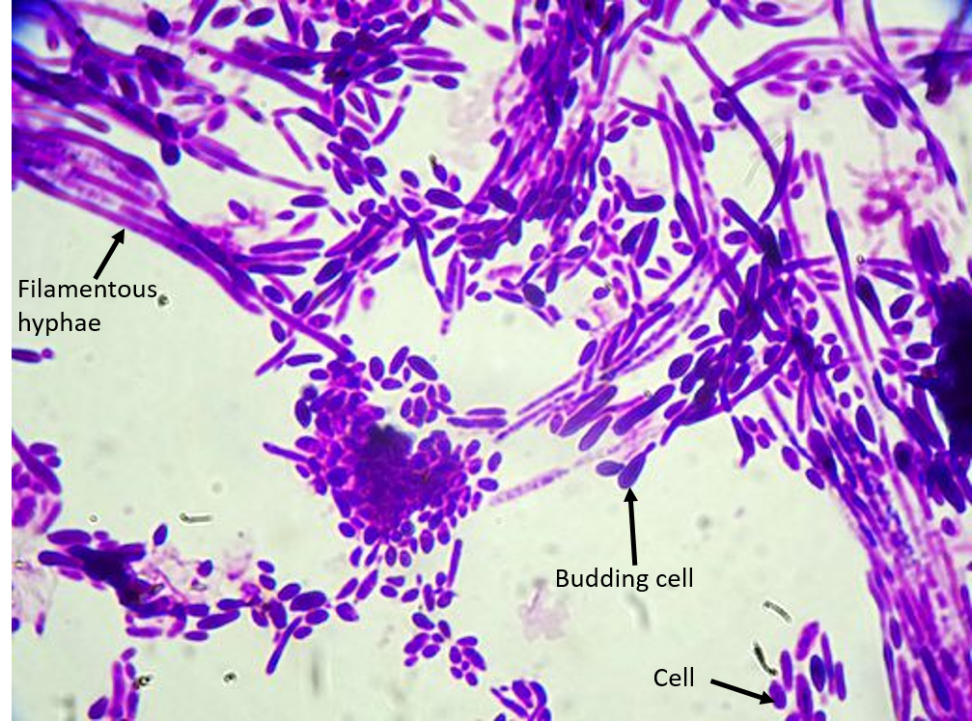 Filamentous
hyphae
Budding cell
Cell